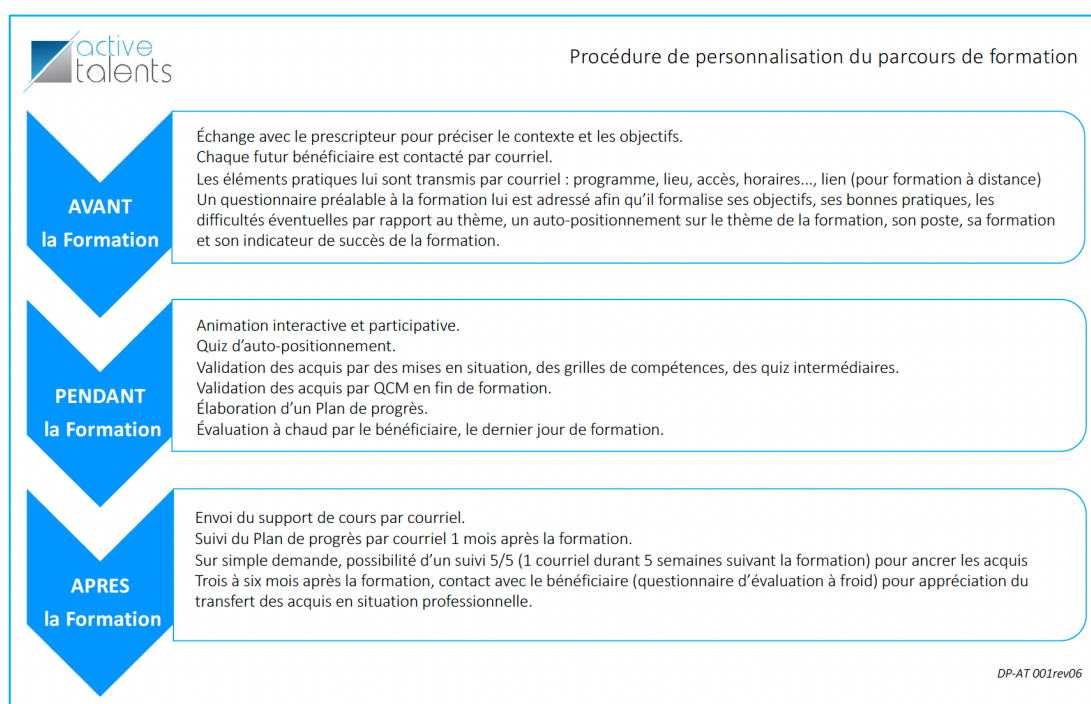 active
talents
Procédure de personnalisation du parcours de formation
AVANT
la Formation
Échange avec le prescripteur pour préciser le contexte et les objectifs.
Chaque futur bénéficiaire est contacté par courriel.
Les éléments pratiques lui sont transmis par courriel : programme, lieu, accès, horaires..., lien (pour formation à distance)
Un questionnaire préalable à la formation lui est adressé afin qu’il formalise ses objectifs, ses bonnes pratiques, les
difficultés éventuelles par rapport au thème, un auto-positionnement sur le thème de la formation, son poste, sa formation
et son indicateur de succès de la formation.
PENDANT
la Formation
Animation interactive et participative.
Quiz d’auto-positionnement.
Validation des acquis par des mises en situation, des grilles de compétences, des quiz intermédiaires.
Validation des acquis par QCM en fin de formation.
Élaboration d’un Plan de progrès.
Évaluation à chaud par le bénéficiaire, le dernier jour de formation.
APRES
la Formation
Envoi du support de cours par courriel.
Suivi du Plan de progrès par courriel 1 mois après la formation.
Sur simple demande, possibilité d’un suivi 5/5 (1 courriel durant 5 semaines suivant la formation) pour ancrer les acquis
Trois à six mois après la formation, contact avec le bénéficiaire (questionnaire d’évaluation à froid) pour appréciation du
transfert des acquis en situation professionnelle.
DP-AT 001rev06